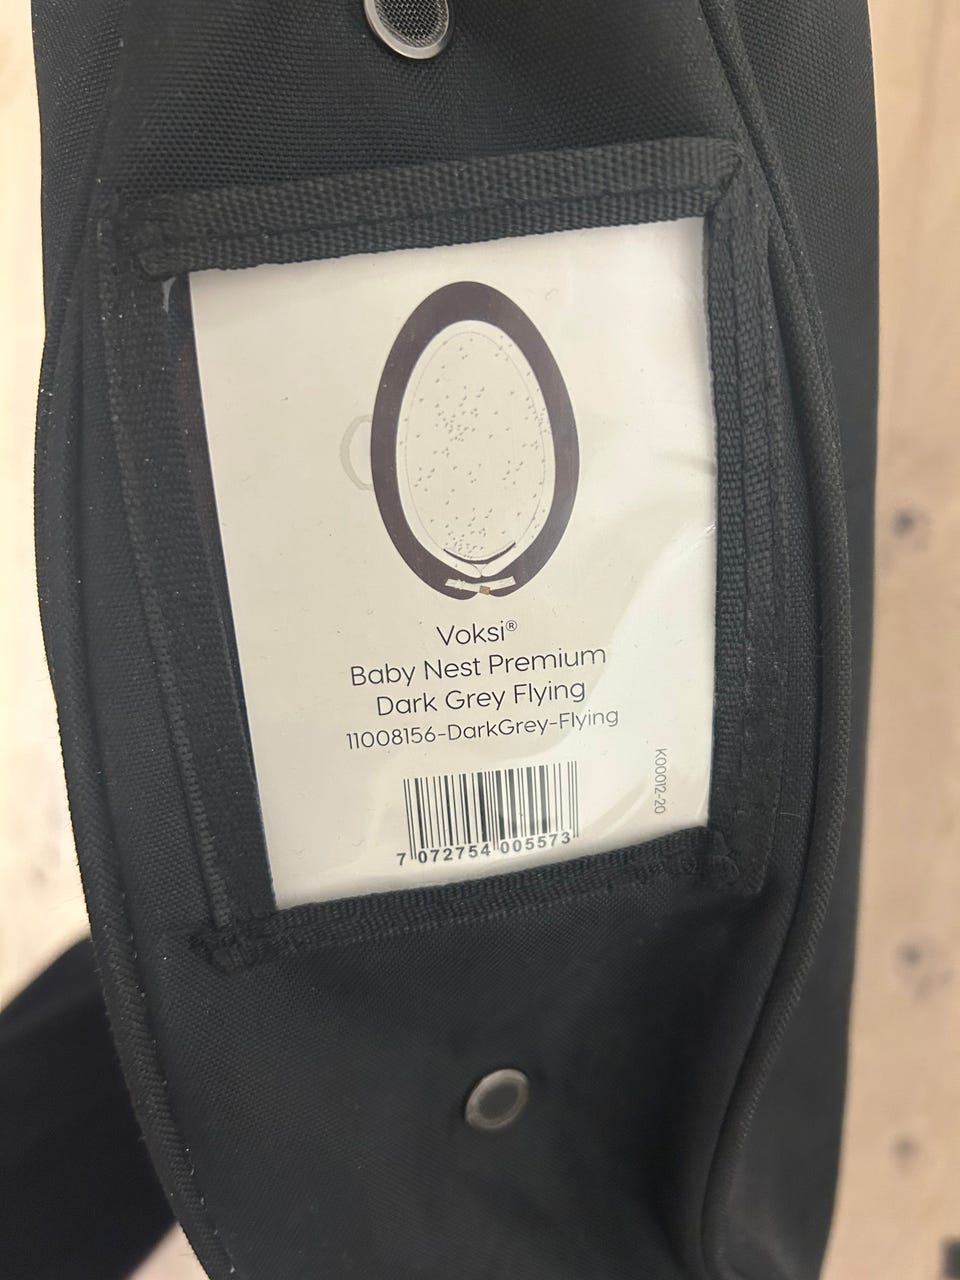 Voksi®
Baby Nest Premium
Dark Grey Flying
11008156-DarkGrey-Flying
K00012-20
7 072754 005573